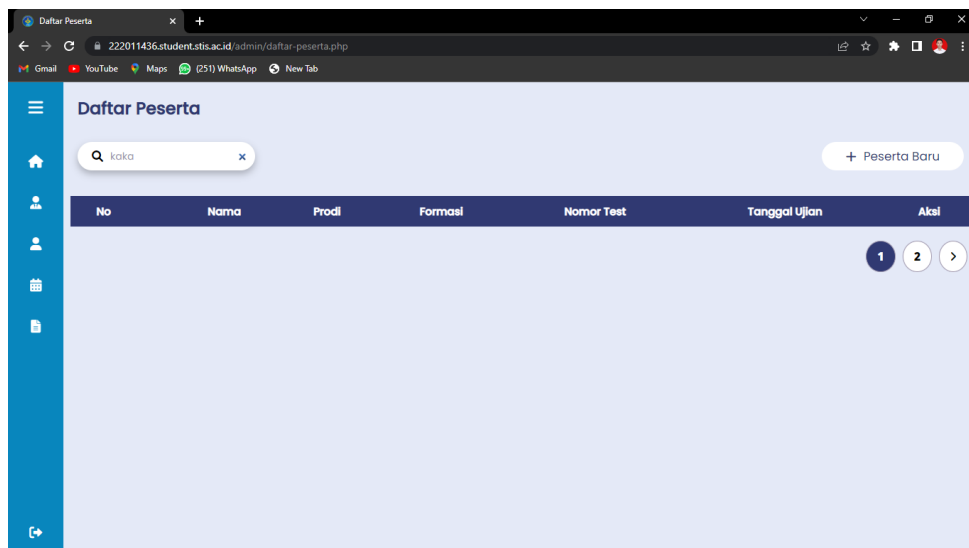 Daftar Peserta
222011436.student.stis.ac.id/admin/daftar-peserta.php
Gmail YouTube Maps (251) WhatsApp New Tab
Daftar Peserta
kaka
+ Peserta Baru
No Nama Prodi Formasi Nomor Test Tanggal Ujian Aksi
1 2